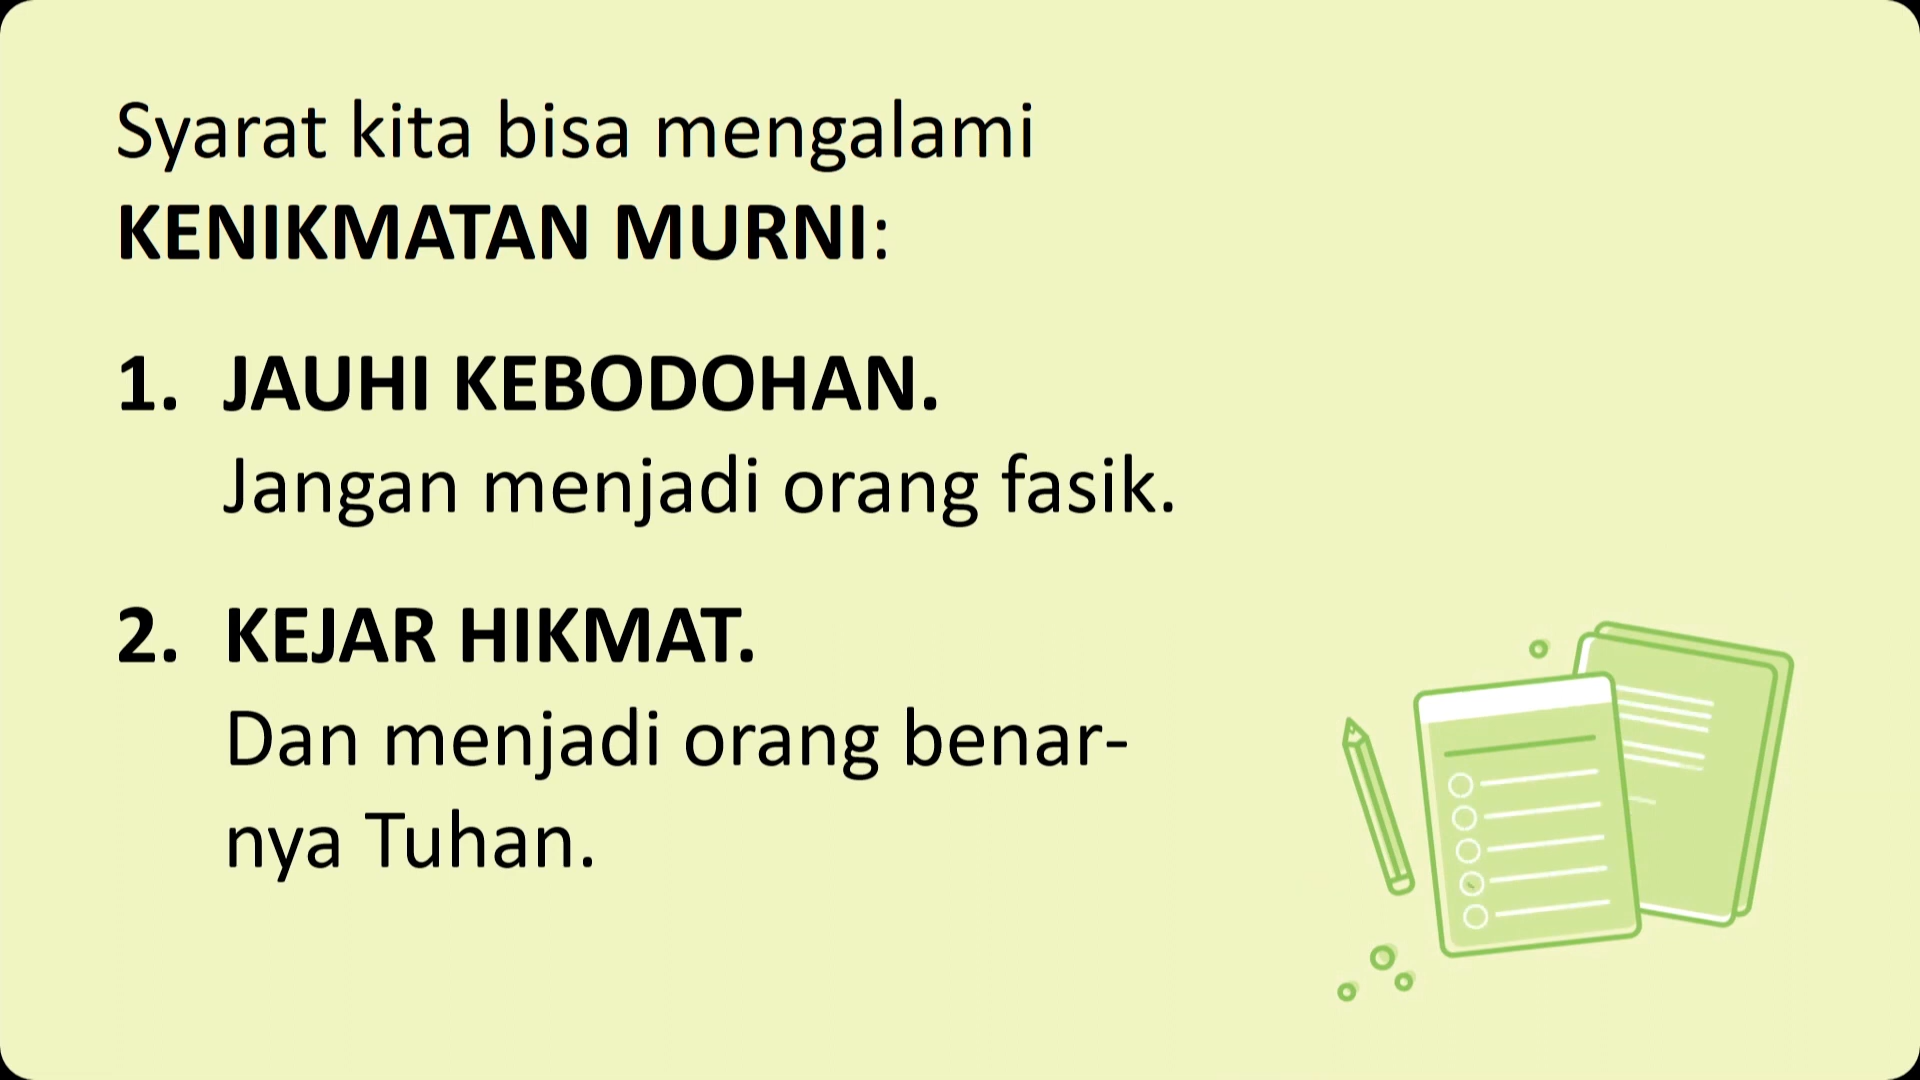 Syarat kita bisa mengalami
KENIKMATAN MURNI:
1. JAUHI KEBODOHAN.
Jangan menjadi orang fasik.
2. KEJAR HIKMAT.
Dan menjadi orang benar-
nya Tuhan.